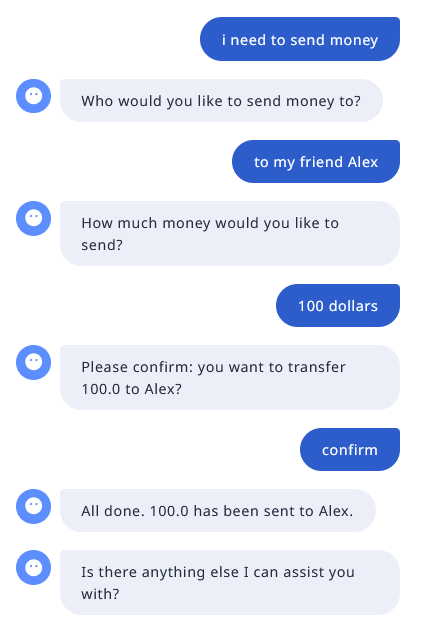 i need to send money
Who would you like to send money to?
to my friend Alex
How much money would you like to
send?
100 dollars
Please confirm: you want to transfer
100.0 to Alex?
confirm
All done. 100.0 has been sent to Alex.
Is there anything else I can assist you
with?